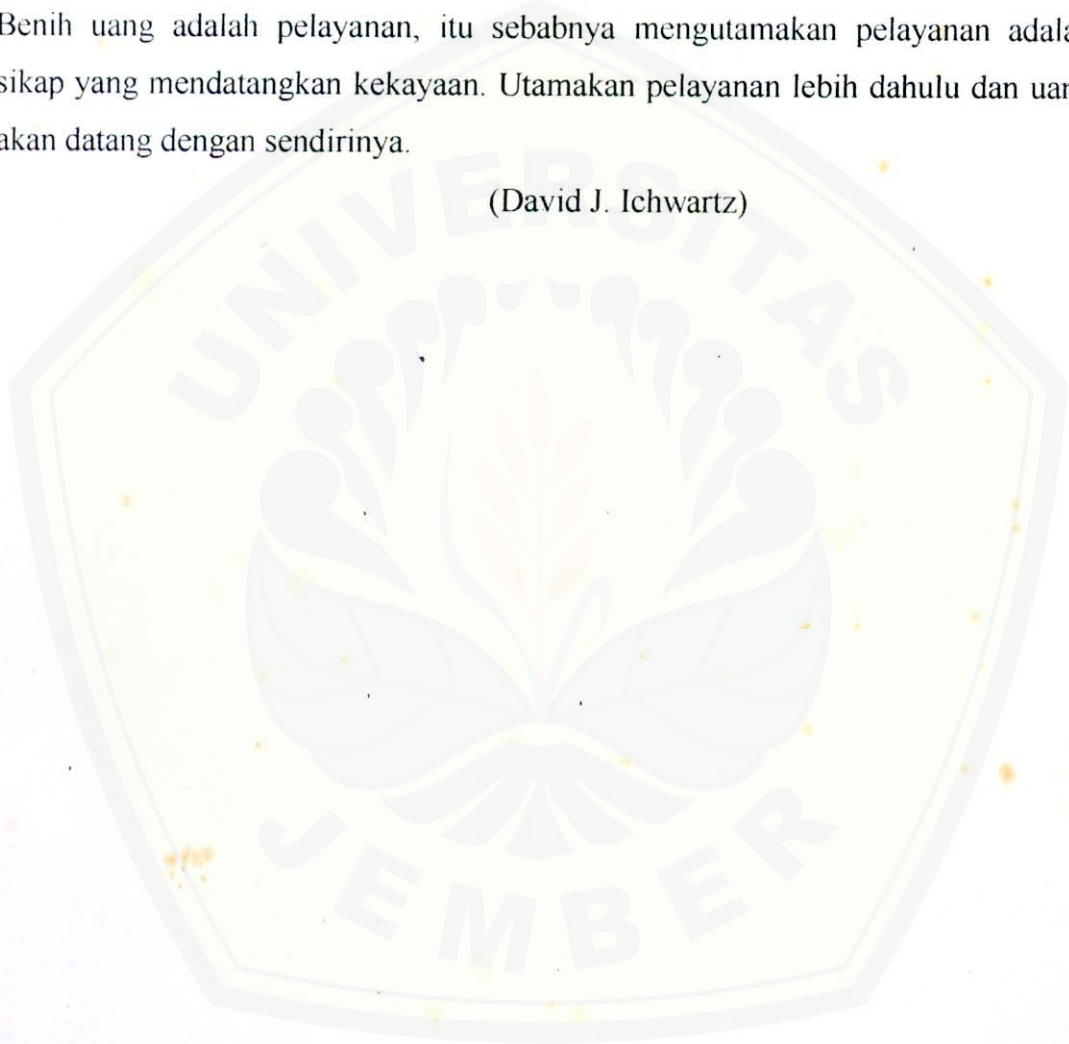 Benih uang adalah pelayanan, itu sebabnya mengutamakan pelayanan adala
sikap yang mendatangkan kekayaan. Utamakan pelayanan lebih dahulu dan uan
akan datang dengan sendirinya.
(David J. Ichwartz)
UNIVERSITAS
JEMBER